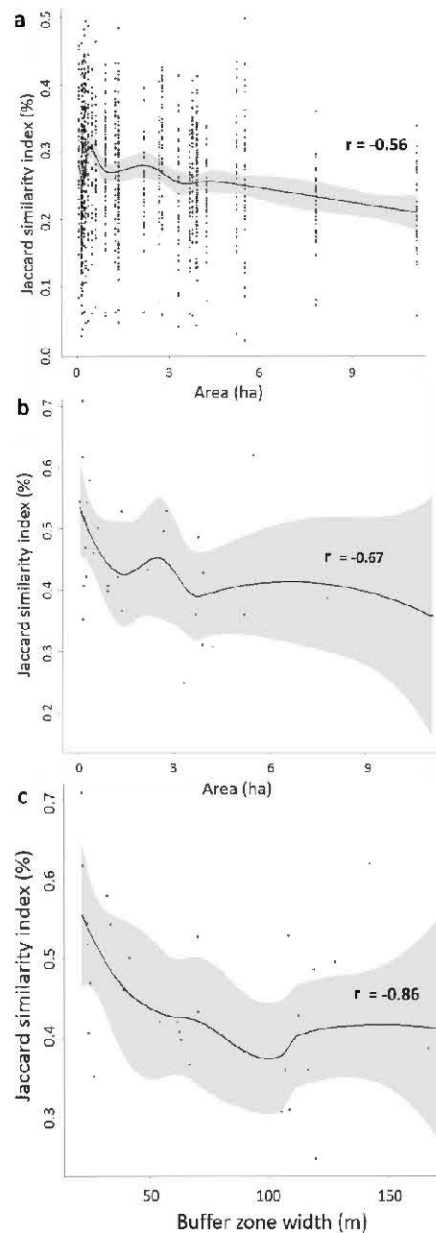 a
Jaccard similarity index (%)
0.5
0.4
0.3
0.2
0.1
0.0
r = -0.56
0 3 6 9
Area (ha)
b
Jaccard similarity index (%)
0.7
0.6
0.5
0.4
0.3
0.2
r = -0.67
0 3 6 9
Area (ha)
c
Jaccard similarity index (%)
0.7
0.6
0.5
0.4
0.3
r = -0.86
50 100 150
Buffer zone width (m)